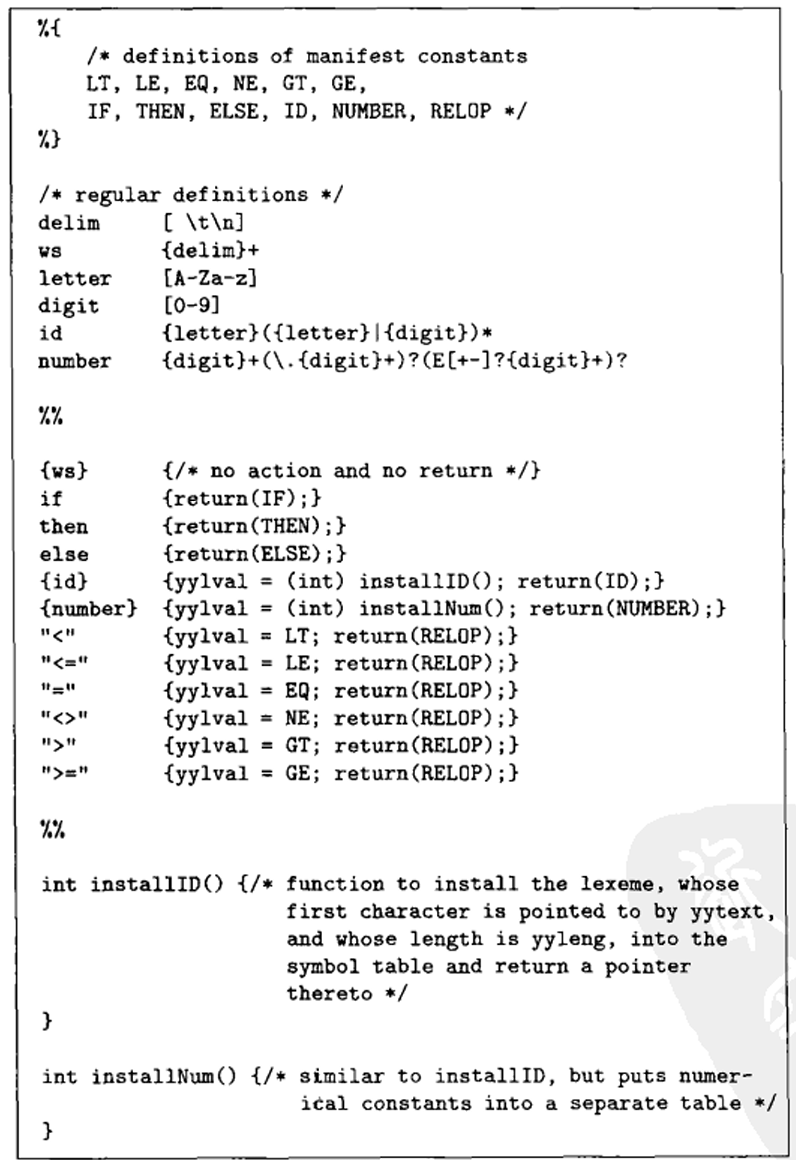 %{
    /* definitions of manifest constants
    LT, LE, EQ, NE, GT, GE,
    IF, THEN, ELSE, ID, NUMBER, RELOP */
%}
/* regular definitions */
delim     [ \t\n]
ws        {delim}+
letter    [A-Za-z]
digit     [0-9]
id        {letter}({letter}|{digit})*
number    {digit}+(\.{digit}+)?(E[+-]?{digit}+)?
%%
{ws}      {/* no action and no return */}
if        {return(IF);}
then      {return(THEN);}
else      {return(ELSE);}
{id}      {yylval = (int) installID(); return(ID);}
{number}  {yylval = (int) installNum(); return(NUMBER);}
"<"       {yylval = LT; return(RELOP);}
"<="      {yylval = LE; return(RELOP);}
"="       {yylval = EQ; return(RELOP);}
"<>"      {yylval = NE; return(RELOP);}
">"       {yylval = GT; return(RELOP);}
">="      {yylval = GE; return(RELOP);}
%%
int installID() {/* function to install the lexeme, whose
                    first character is pointed to by yytext,
                    and whose length is yyleng, into the
                    symbol table and return a pointer
                    thereto */
}
int installNum() {/* similar to installID, but puts numer-
                     ical constants into a separate table */
}